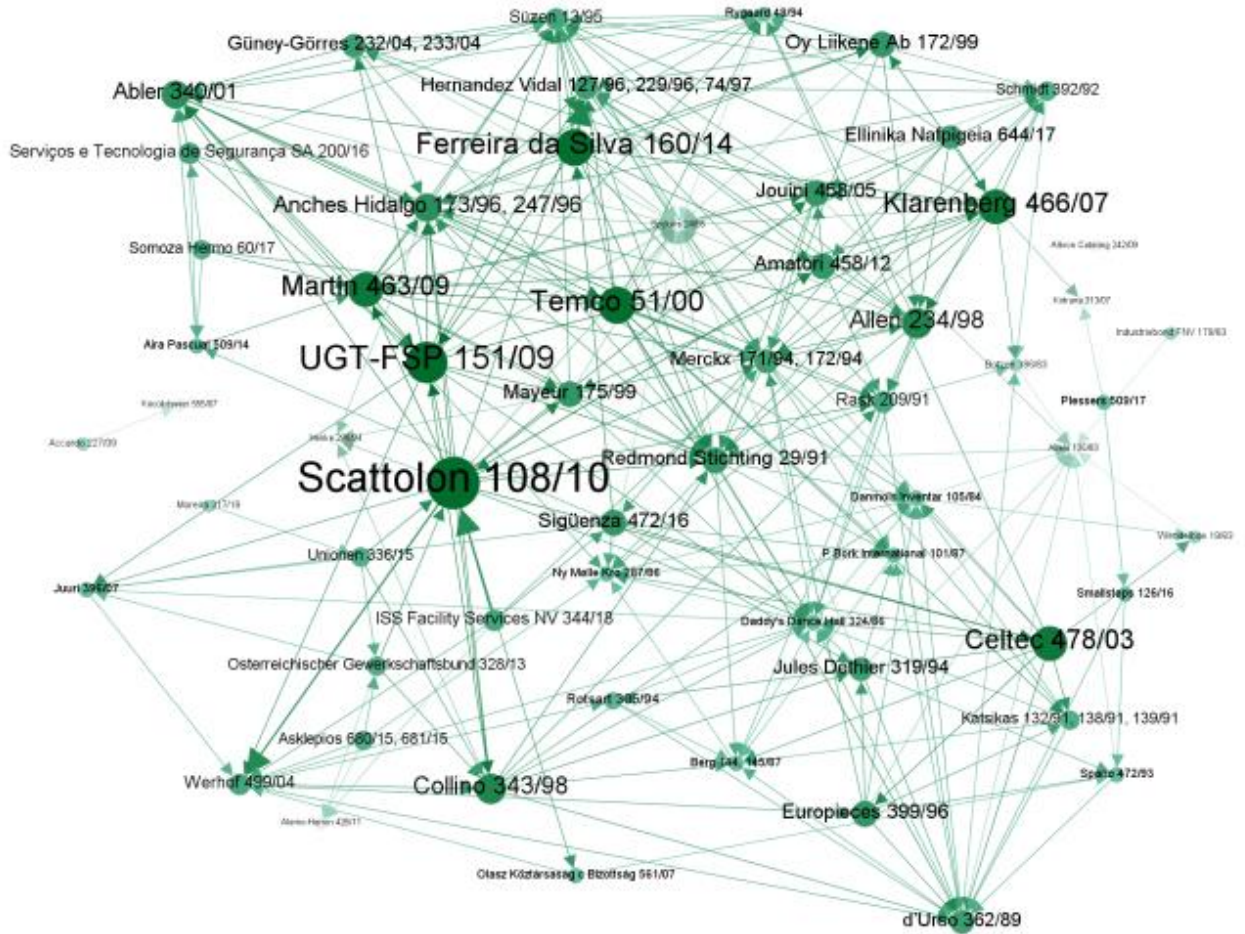 Süzen 13/95
Rygaard 48/94
Güney-Görres 232/04, 233/04
Oy Liikene Ab 172/99
Hernandez Vidal 127/96, 229/96, 74/97
Abler 340/01
Schmidt 392/92
Ferreira da Silva 160/14
Ellinika Nafpigeia 644/17
Serviços e Tecnologia de Segurança SA 200/16
Jouipi 458/05
Anches Hidalgo 173/96, 247/96
Klarenberg 466/07
Somoza Hermo 60/17
Amatori 458/12
Martin 463/09
Temco 51/00
Allen 234/98
Aira Pascual 509/14
UGT-FSP 151/09
Merckx 171/94, 172/94
Mayeur 175/99
Rask 209/91
Plessers 509/17
Accardo 227/09
Redmond Stichting 29/91
Scattolon 108/10
Danmols Inventar 105/84
Sigüenza 472/16
Unionen 336/15
P Bork International 101/87
Ny Mølle Kro 287/86
Juuri 396/07
Smallsteps 126/16
ISS Facility Services NV 344/18
Daddy's Dance Hall 324/86
Celtec 478/03
Osterreichischer Gewerkschaftsbund 328/13
Jules Dethier 319/94
Rotsart 305/94
Katsikas 132/91, 138/91, 139/91
Asklepios 680/15, 681/15
Berg 144, 145/87
Werhof 499/04
Collino 343/98
Spano 472/93
Europieces 399/96
Olasz Köztársaság c Bizottság 561/07
d'Urso 362/89